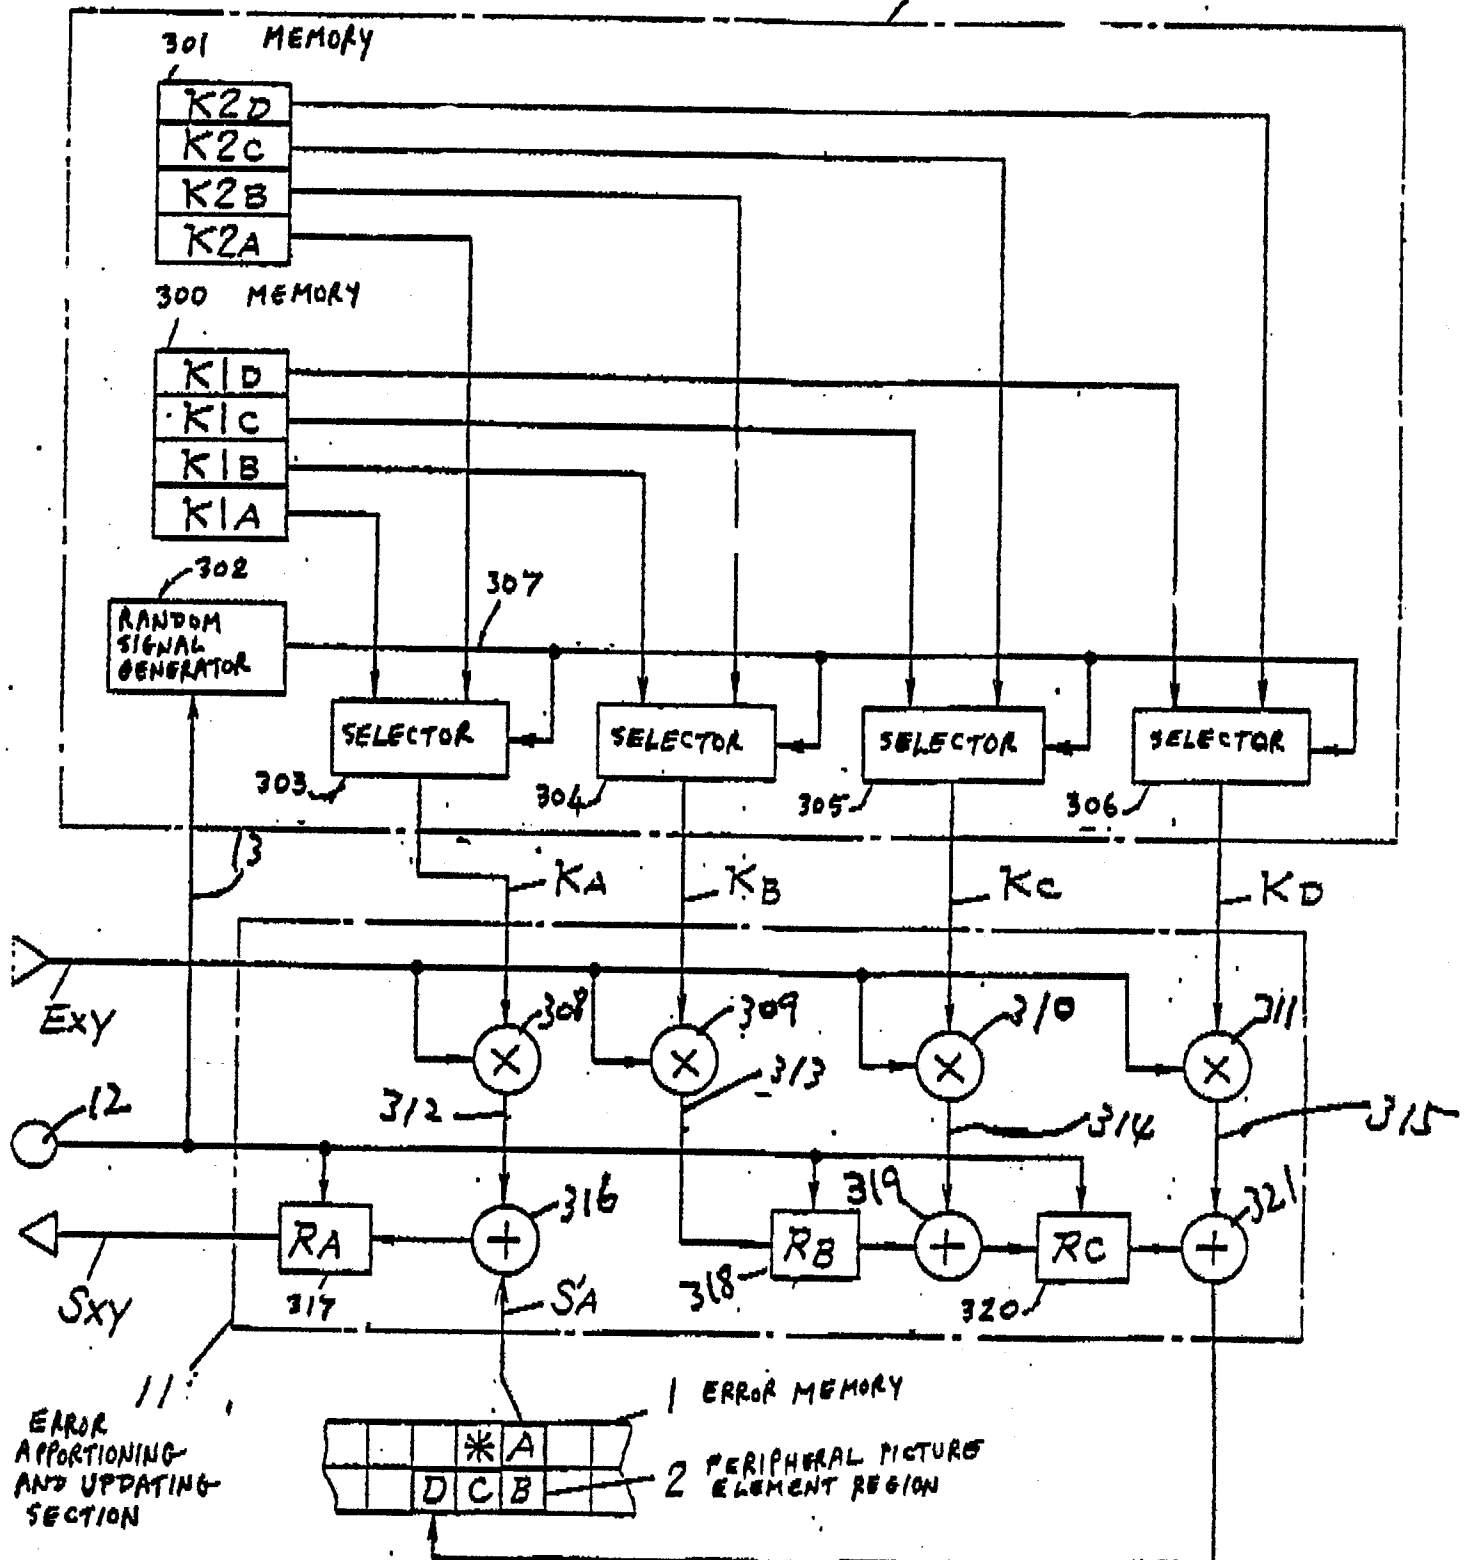 301 MEMORY
K2D
K2C
K2B
K2A
300 MEMORY
K1D
K1C
K1B
K1A
302
307
RANDOM
SIGNAL
GENERATOR
SELECTOR
SELECTOR
SELECTOR
SELECTOR
303
304
305
306
13
KA
KB
KC
KD
Exy
308
309
310
311
×
×
×
×
12
312
313
314
315
316
319
321
RA
+
RB
+
RC
+
317
318
320
Sxy
S'A
11
1 ERROR MEMORY
ERROR
APPORTIONING
AND UPDATING
SECTION
* A
D C B
2 PERIPHERAL PICTURE
ELEMENT REGION